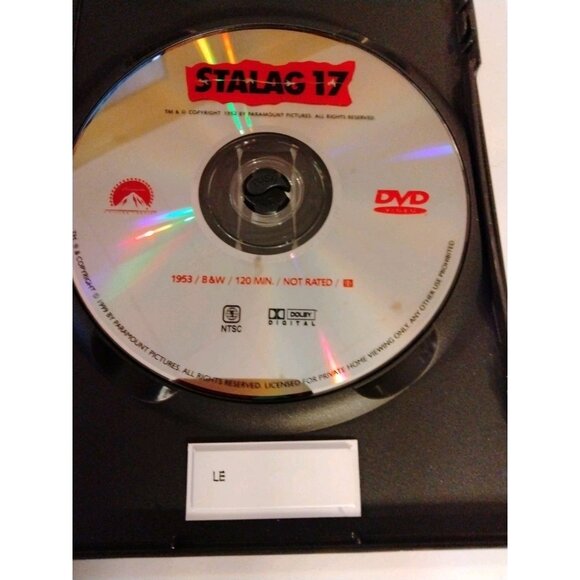 STALAG 17
TM & © COPYRIGHT 1952 BY PARAMOUNT PICTURES. ALL RIGHTS RESERVED.
DVD
VIDEO
1953 / B&W / 120 MIN. / NOT RATED /
NTSC
DOLBY
DIGITAL
TM, ® & COPYRIGHT © 1999 BY PARAMOUNT PICTURES. ALL RIGHTS RESERVED. LICENSED FOR PRIVATE HOME VIEWING ONLY. ANY OTHER USE PROHIBITED
LE